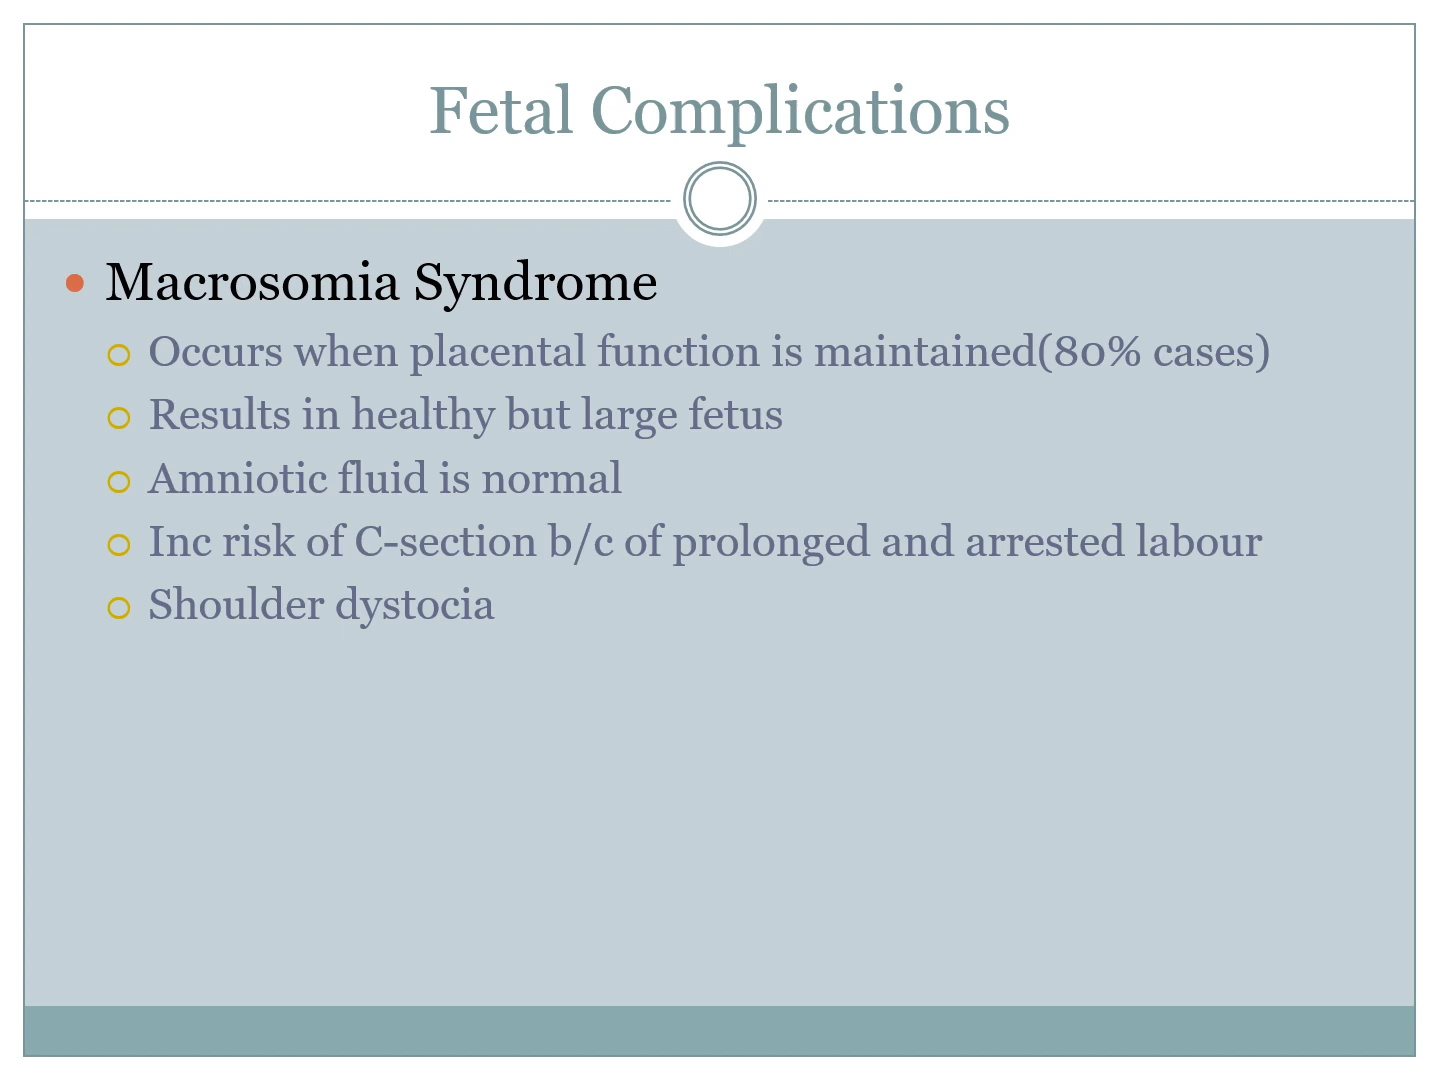 Fetal Complications
Macrosomia Syndrome
Occurs when placental function is maintained(80% cases)
Results in healthy but large fetus
Amniotic fluid is normal
Inc risk of C-section b/c of prolonged and arrested labour
Shoulder dystocia